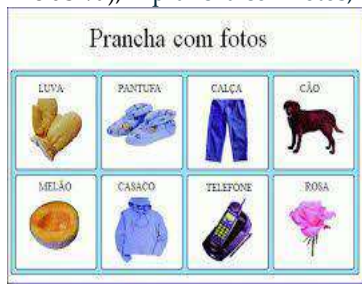 Prancha com fotos
LUVA PANTUFA CALÇA CÃO
MELÃO CASACO TELEFONE ROSA